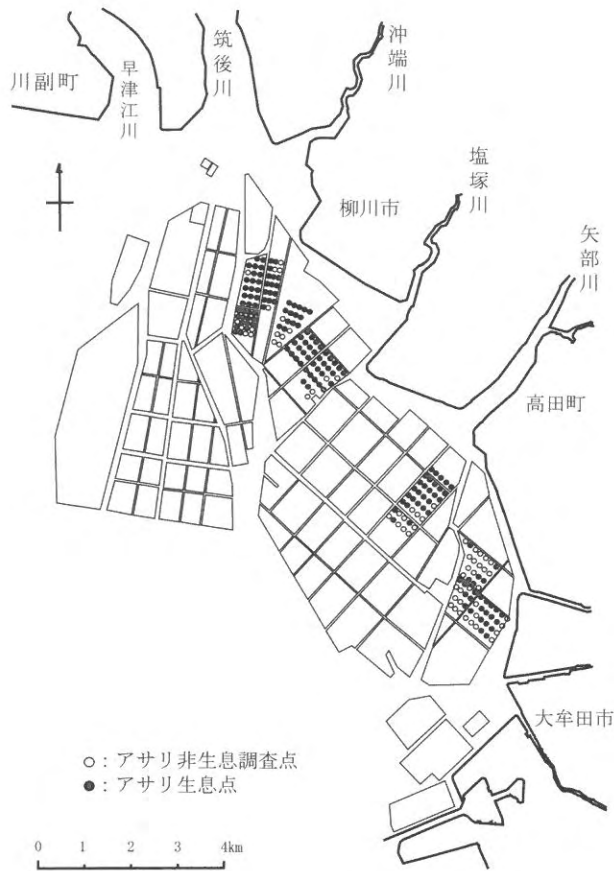 川副町
早津江川
筑後川
沖端川
柳川市
塩塚川
矢部川
高田町
大牟田市
○：アサリ非生息調査点
●：アサリ生息点
0 1 2 3 4km